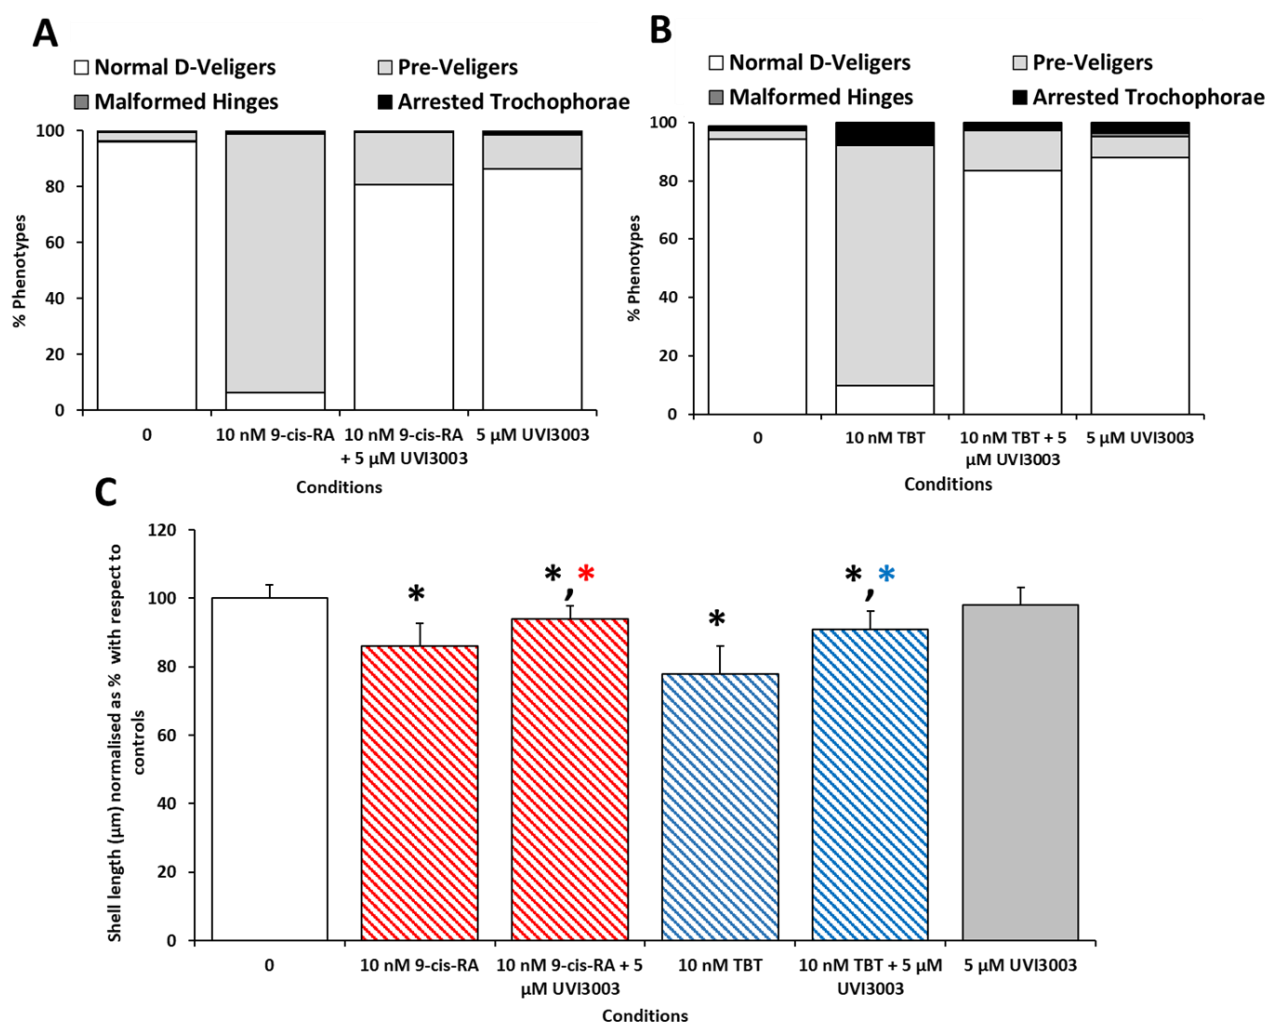 A
Normal D-Veligers
Pre-Veligers
Malformed Hinges
Arrested Trochophorae
% Phenotypes
100
80
60
40
20
0
0
10 nM 9-cis-RA
10 nM 9-cis-RA
+ 5 µM UVI3003
5 µM UVI3003
Conditions
B
Normal D-Veligers
Pre-Veligers
Malformed Hinges
Arrested Trochophorae
% Phenotypes
100
80
60
40
20
0
0
10 nM TBT
10 nM TBT + 5
µM UVI3003
5 µM UVI3003
Conditions
C
Shell length (µm) normalised as % with respect to
controls
120
100
80
60
40
20
0
*
*,*
*
*,*
0
10 nM 9-cis-RA
10 nM 9-cis-RA + 5
µM UVI3003
10 nM TBT
10 nM TBT + 5 µM
UVI3003
5 µM UVI3003
Conditions